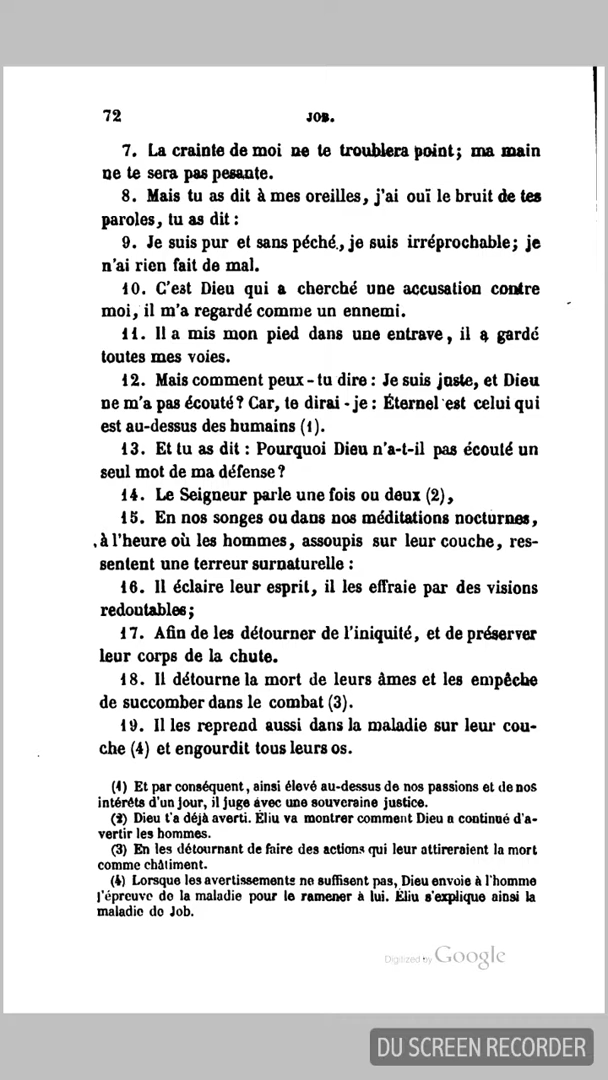 72 JOB.
7. La crainte de moi ne te troublera point; ma main
ne te sera pas pesante.
8. Mais tu as dit à mes oreilles, j'ai ouï le bruit de tes
paroles, tu as dit :
9. Je suis pur et sans péché, je suis irréprochable; je
n'ai rien fait de mal.
10. C'est Dieu qui a cherché une accusation contre
moi, il m'a regardé comme un ennemi.
11. Il a mis mon pied dans une entrave, il a gardé
toutes mes voies.
12. Mais comment peux-tu dire : Je suis juste, et Dieu
ne m'a pas écouté? Car, te dirai-je : Éternel est celui qui
est au-dessus des humains (1).
13. Et tu as dit : Pourquoi Dieu n'a-t-il pas écouté un
seul mot de ma défense?
14. Le Seigneur parle une fois ou deux (2),
15. En nos songes ou dans nos méditations nocturnes,
à l'heure où les hommes, assoupis sur leur couche, res-
sentent une terreur surnaturelle :
16. Il éclaire leur esprit, il les effraie par des visions
redoutables;
17. Afin de les détourner de l'iniquité, et de préserver
leur corps de la chute.
18. Il détourne la mort de leurs âmes et les empêche
de succomber dans le combat (3).
19. Il les reprend aussi dans la maladie sur leur cou-
che (4) et engourdit tous leurs os.
(1) Et par conséquent, ainsi élevé au-dessus de nos passions et de nos
intérêts d'un jour, il juge avec une souveraine justice.
(2) Dieu t'a déjà averti. Éliu va montrer comment Dieu a continué d'a-
vertir les hommes.
(3) En les détournant de faire des actions qui leur attireraient la mort
comme châtiment.
(4) Lorsque les avertissements ne suffisent pas, Dieu envoie à l'homme
l'épreuve de la maladie pour le ramener à lui. Éliu s'explique ainsi la
maladie de Job.
Digitized by Google
DU SCREEN RECORDER